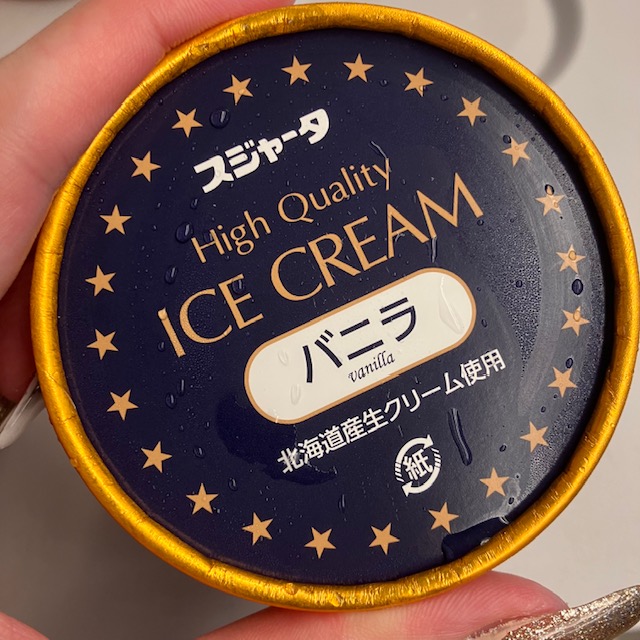 スジャータ
High Quality
ICE CREAM
バニラ
vanilla
北海道産生クリーム使用
紙